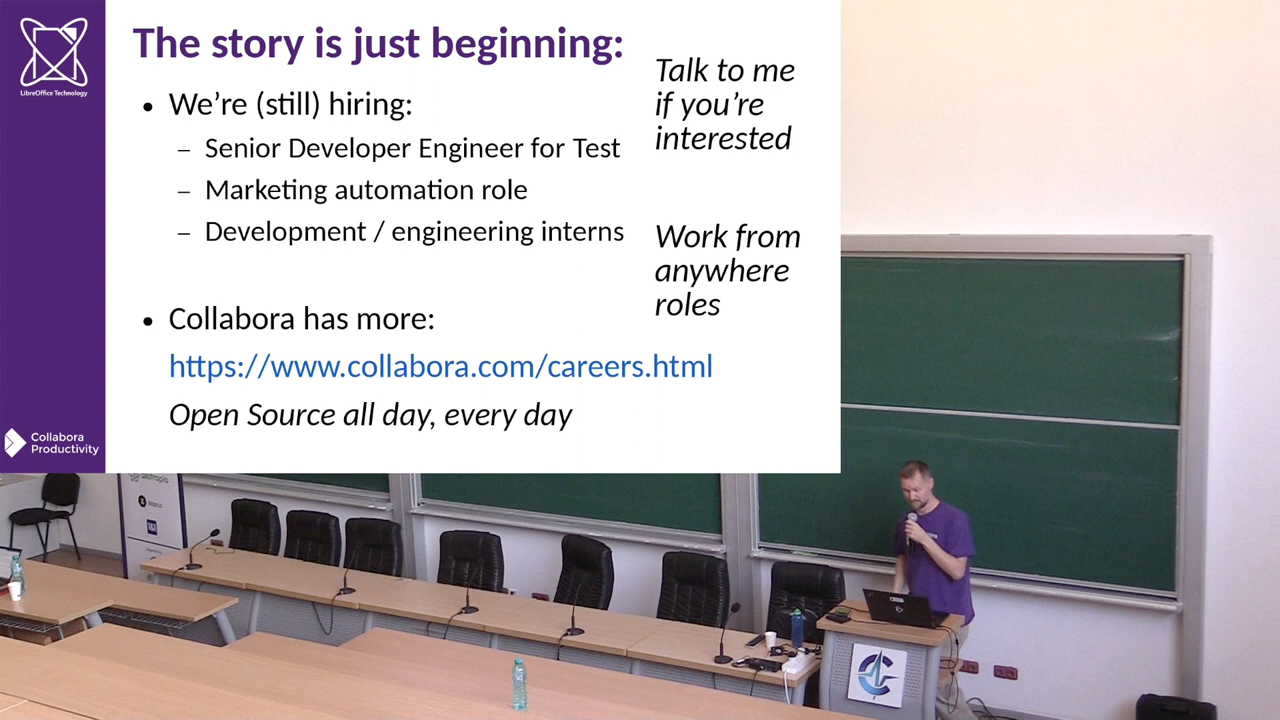 The story is just beginning:
• We're (still) hiring:
– Senior Developer Engineer for Test
– Marketing automation role
– Development / engineering interns
Talk to me
if you're
interested
Work from
anywhere
roles
• Collabora has more:
https://www.collabora.com/careers.html
Open Source all day, every day
LibreOffice Technology
Collabora
Productivity